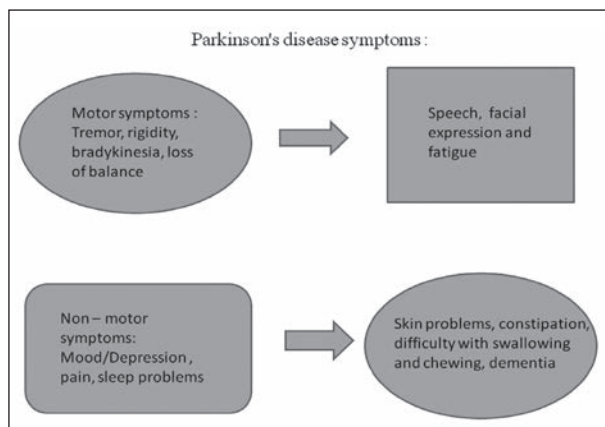 Parkinson's disease symptoms :
Motor symptoms :
Tremor, rigidity,
bradykinesia, loss
of balance
Speech, facial
expression and
fatigue
Non – motor
symptoms:
Mood/Depression ,
pain, sleep problems
Skin problems, constipation,
difficulty with swallowing
and chewing, dementia